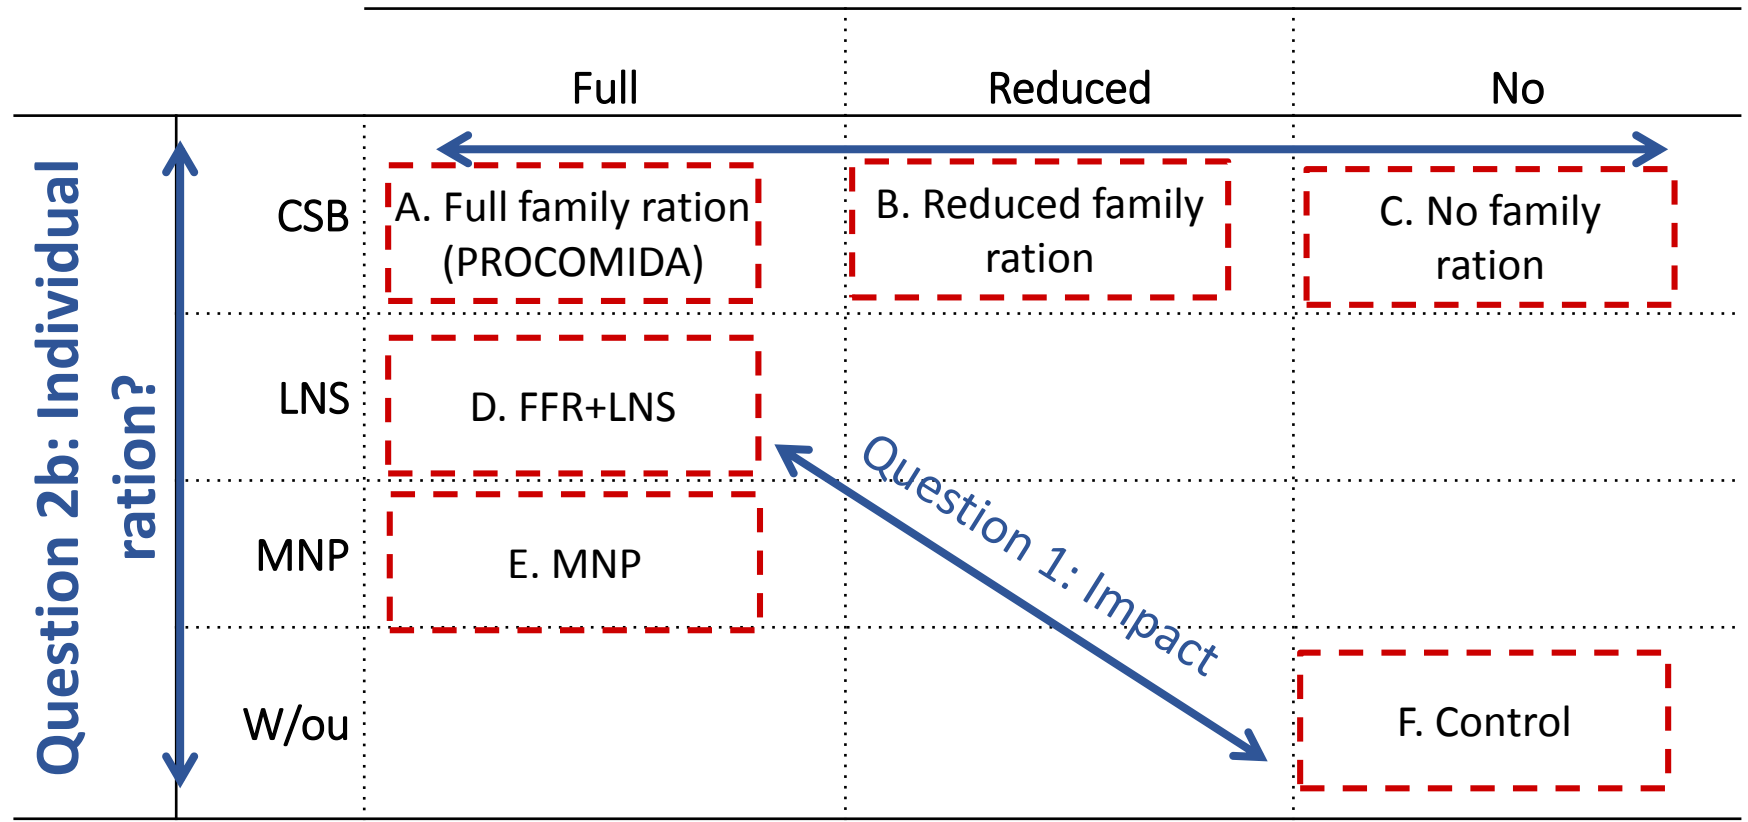 Full Reduced No
Question 2b: Individual
ration?
CSB
A. Full family ration
(PROCOMIDA)
B. Reduced family
ration
C. No family
ration
LNS
D. FFR+LNS
MNP
E. MNP
Question 1: Impact
W/ou
F. Control